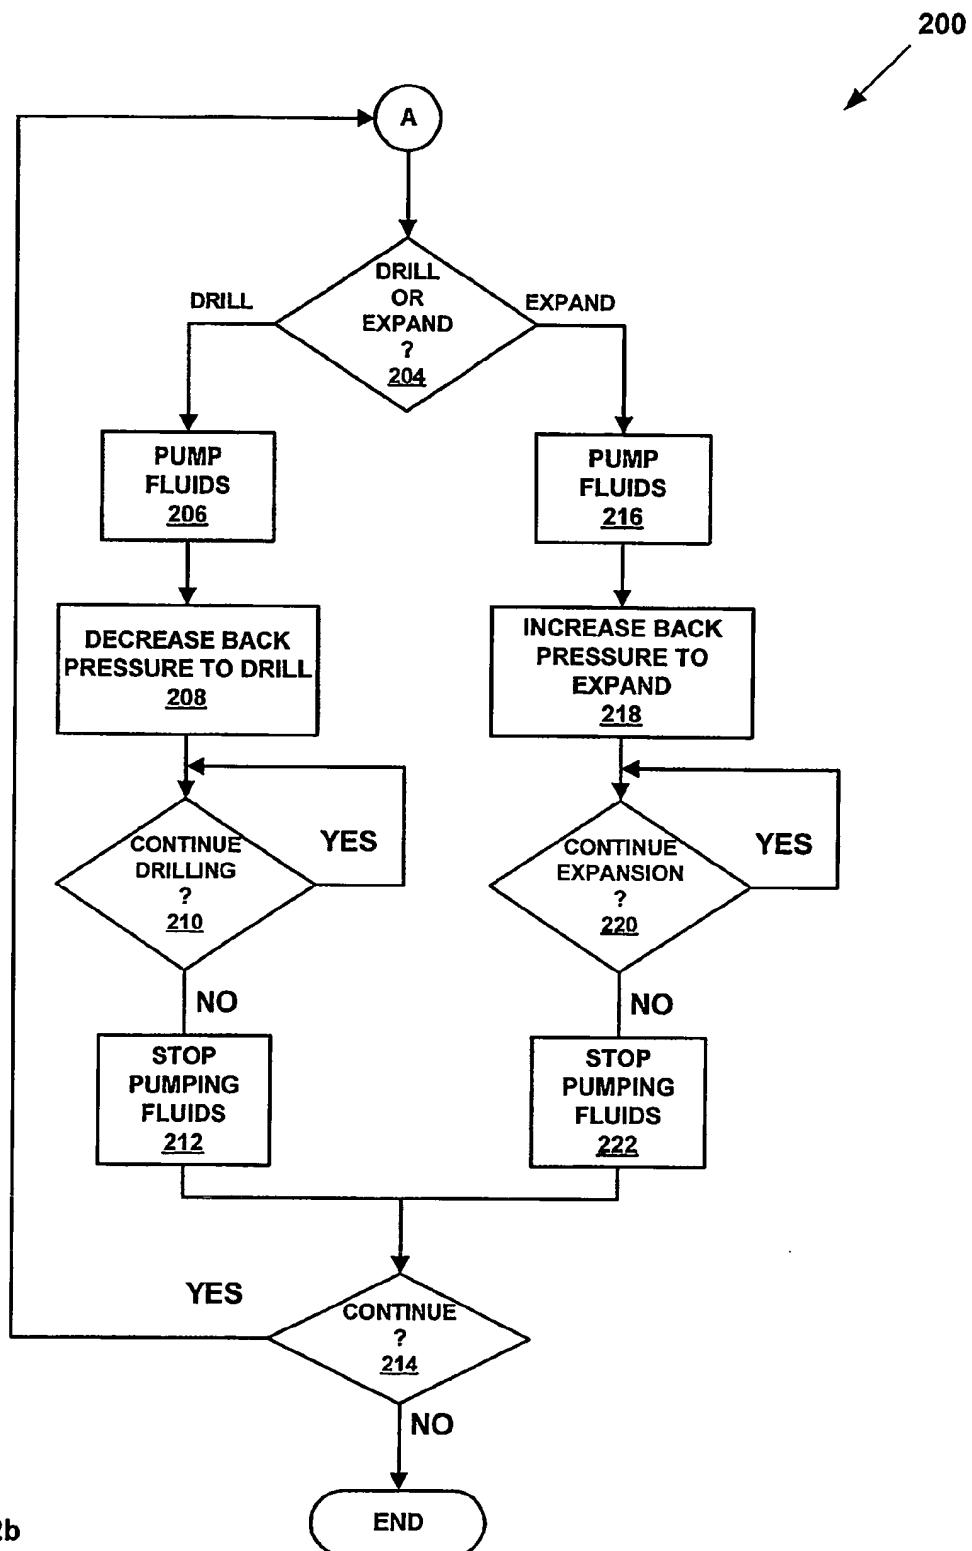 200
A
DRILL
OR
EXPAND
?
204
DRILL
EXPAND
PUMP
FLUIDS
206
PUMP
FLUIDS
216
DECREASE BACK
PRESSURE TO DRILL
208
INCREASE BACK
PRESSURE TO
EXPAND
218
CONTINUE
DRILLING
?
210
YES
CONTINUE
EXPANSION
?
220
YES
NO
NO
STOP
PUMPING
FLUIDS
212
STOP
PUMPING
FLUIDS
222
YES
CONTINUE
?
214
NO
END
2b